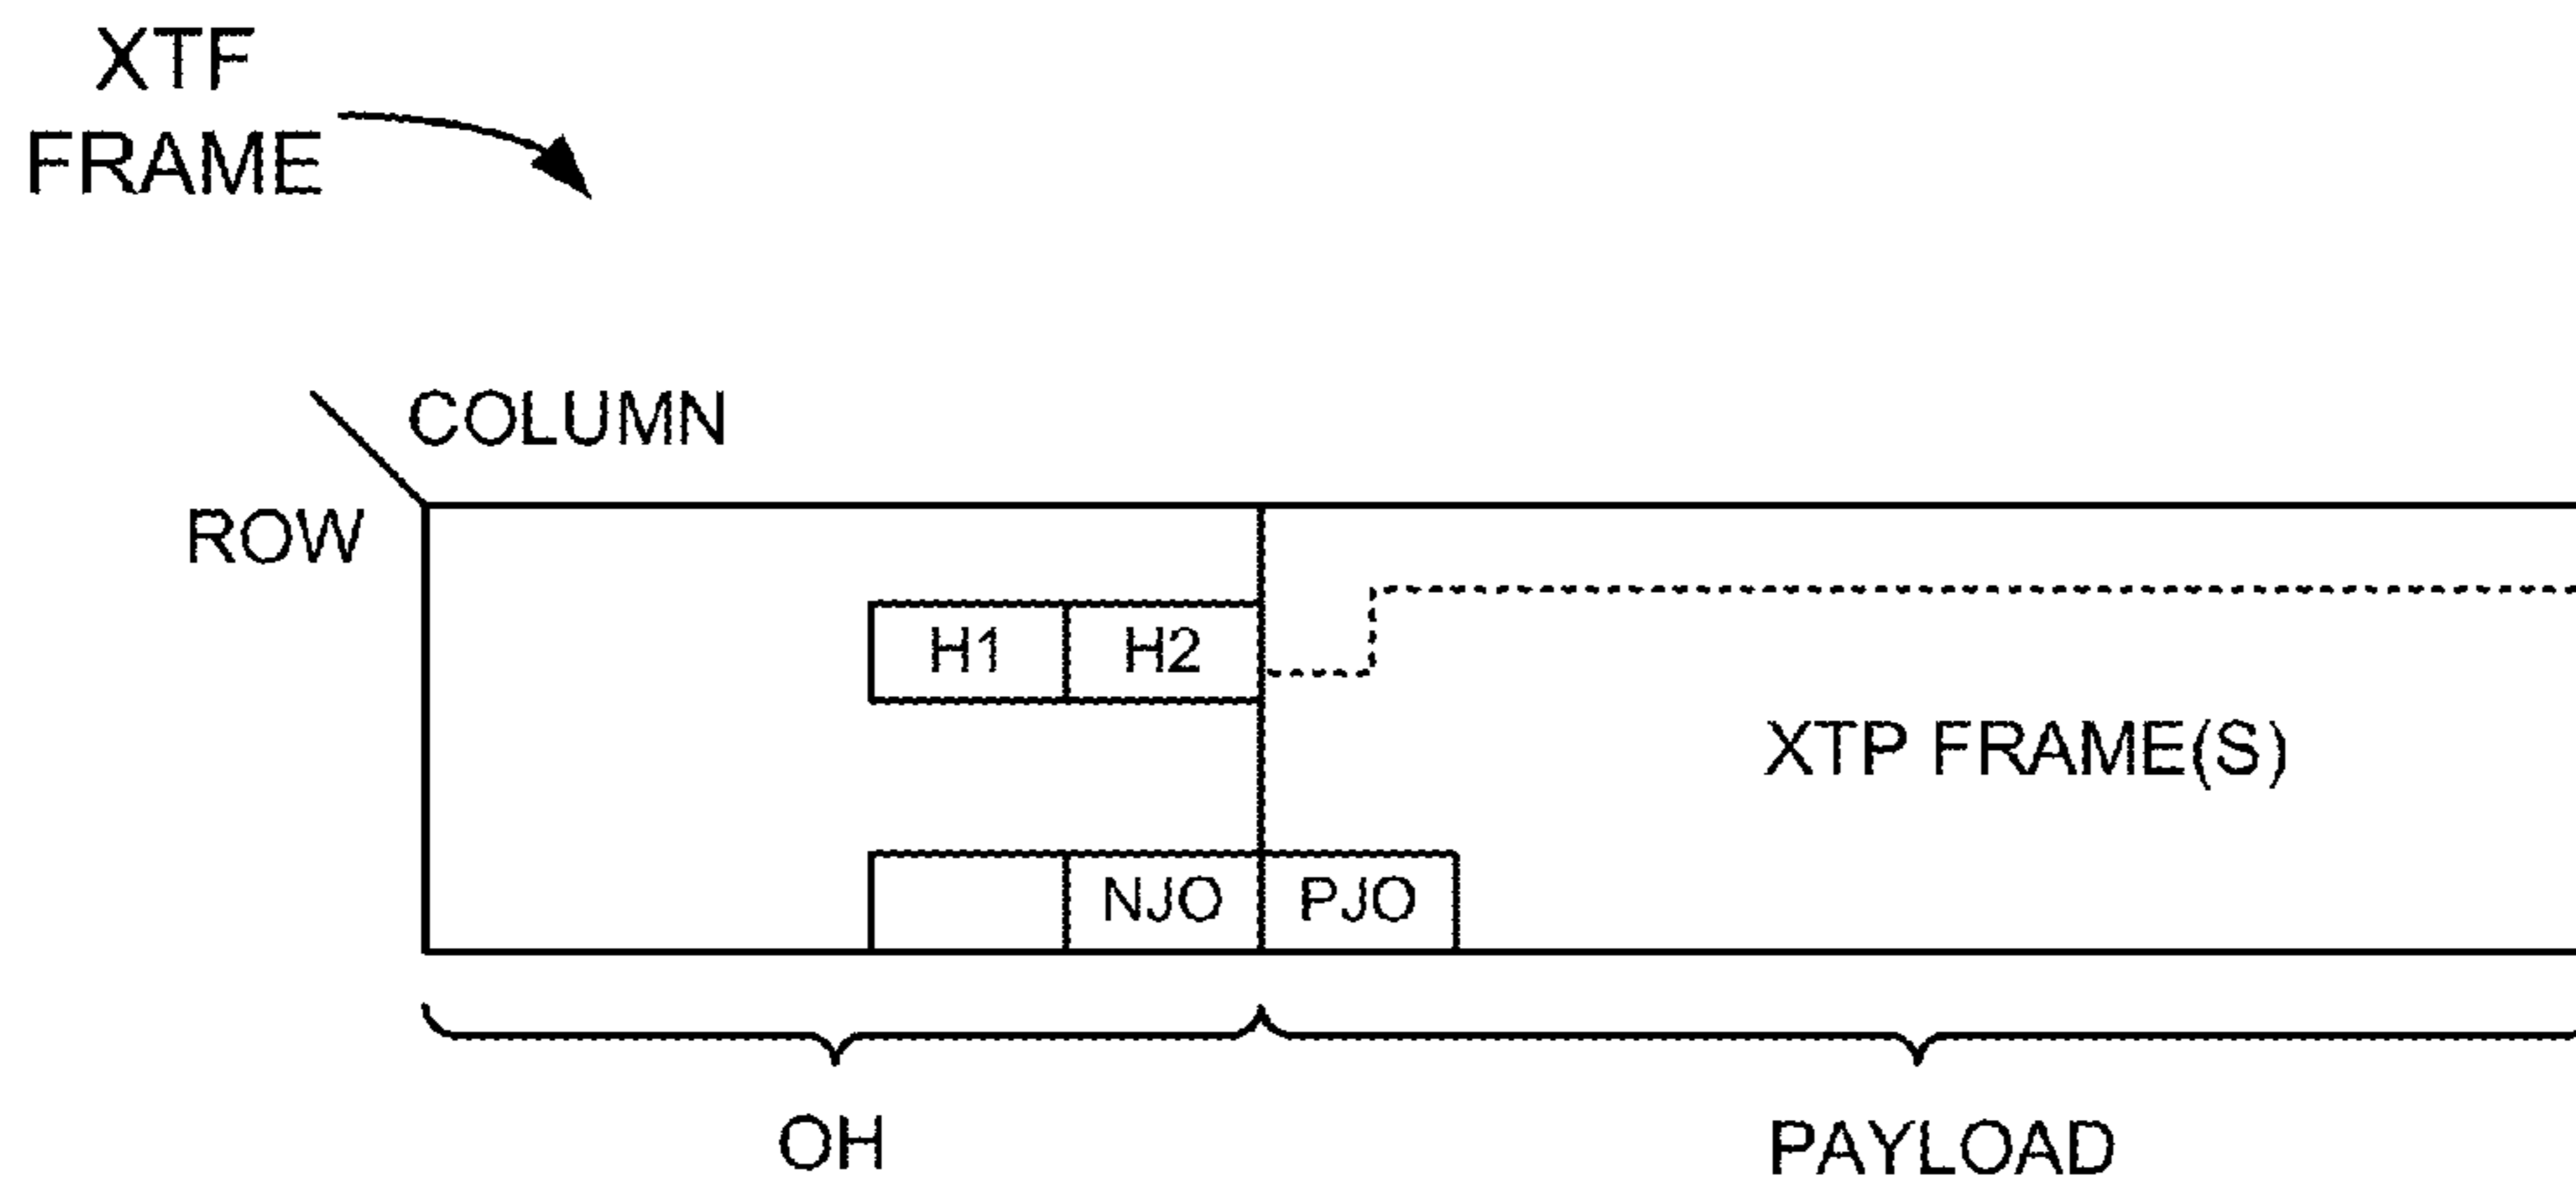 XTF
FRAME
COLUMN
ROW
H1 H2
XTP FRAME(S)
NJO PJO
OH PAYLOAD